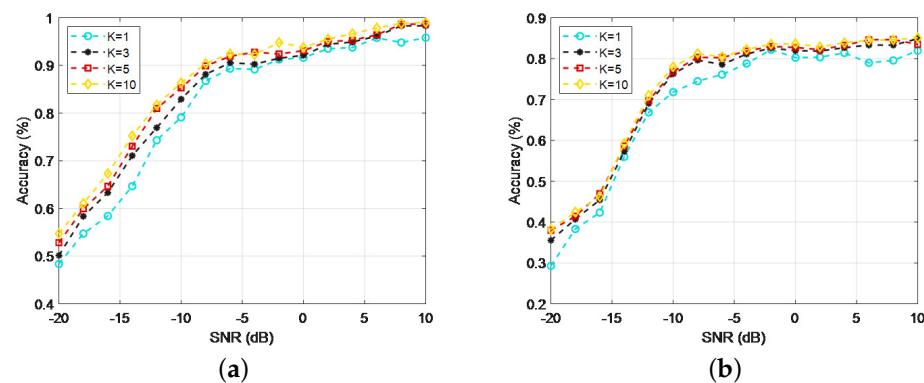 1
0.9
0.8
0.7
0.6
0.5
0.4
Accuracy (%)
K=1
K=3
K=5
K=10
-20 -15 -10 -5 0 5 10
SNR (dB)
(a)
0.9
0.8
0.7
0.6
0.5
0.4
0.3
0.2
Accuracy (%)
K=1
K=3
K=5
K=10
-20 -15 -10 -5 0 5 10
SNR (dB)
(b)